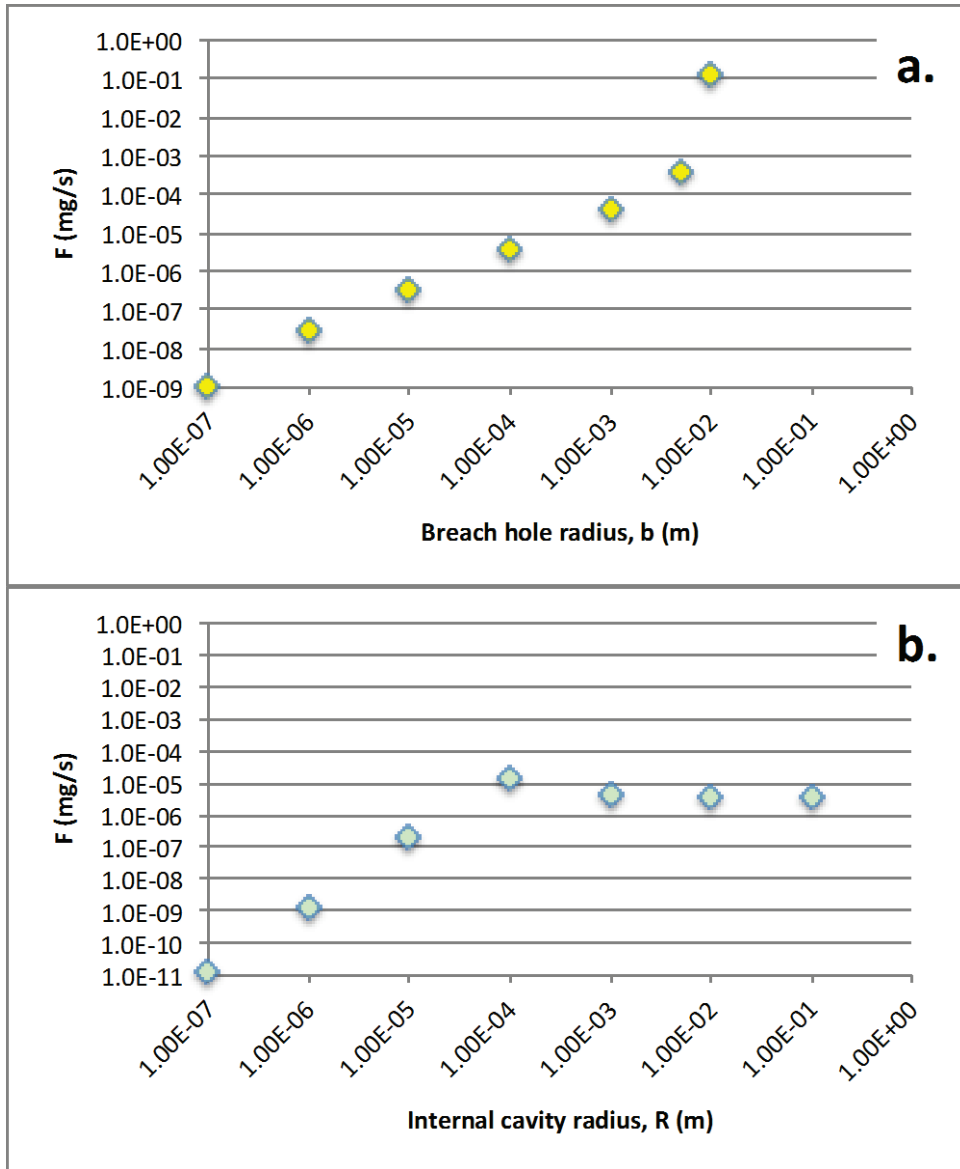 a.
F (mg/s)
1.0E+00
1.0E-01
1.0E-02
1.0E-03
1.0E-04
1.0E-05
1.0E-06
1.0E-07
1.0E-08
1.0E-09
1.00E-07
1.00E-06
1.00E-05
1.00E-04
1.00E-03
1.00E-02
1.00E-01
1.00E+00
Breach hole radius, b (m)
b.
F (mg/s)
1.0E+00
1.0E-01
1.0E-02
1.0E-03
1.0E-04
1.0E-05
1.0E-06
1.0E-07
1.0E-08
1.0E-09
1.0E-10
1.0E-11
1.00E-07
1.00E-06
1.00E-05
1.00E-04
1.00E-03
1.00E-02
1.00E-01
1.00E+00
Internal cavity radius, R (m)